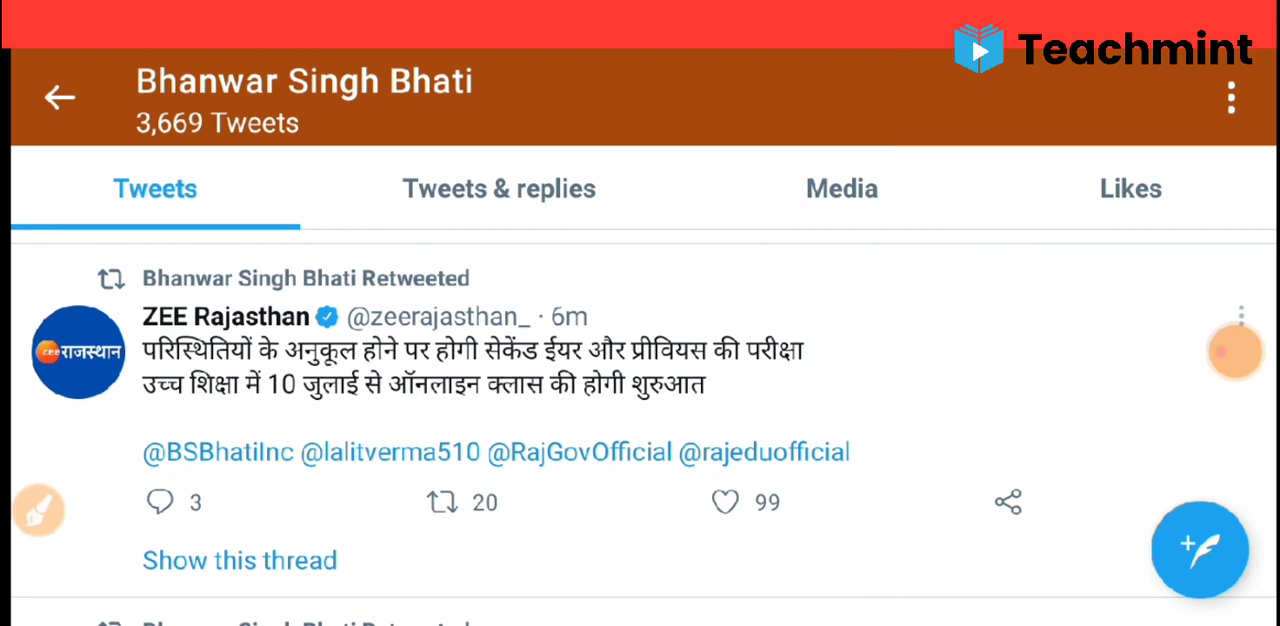 Teachmint
Bhanwar Singh Bhati
3,669 Tweets
Tweets
Tweets & replies
Media
Likes
Bhanwar Singh Bhati Retweeted
ZEE Rajasthan @zeerajasthan_ · 6m
zee राजस्थान
परिस्थितियों के अनुकूल होने पर होगी सेकेंड ईयर और प्रीवियस की परीक्षा
उच्च शिक्षा में 10 जुलाई से ऑनलाइन क्लास की होगी शुरुआत
@BSBhatiInc @lalitverma510 @RajGovOfficial @rajeduofficial
3
20
99
Show this thread